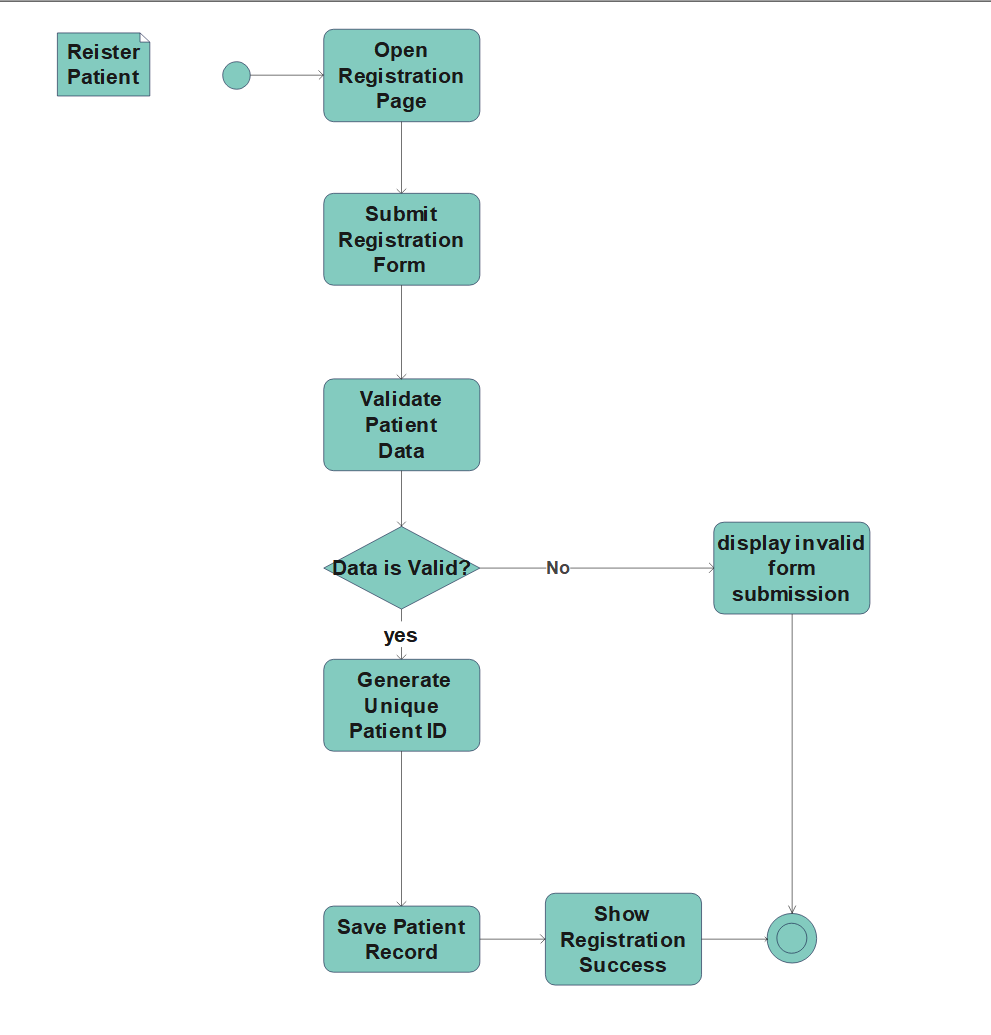 Reister
Patient
Open
Registration
Page
Submit
Registration
Form
Validate
Patient
Data
Data is Valid?
No
display invalid
form
submission
yes
Generate
Unique
Patient ID
Save Patient
Record
Show
Registration
Success